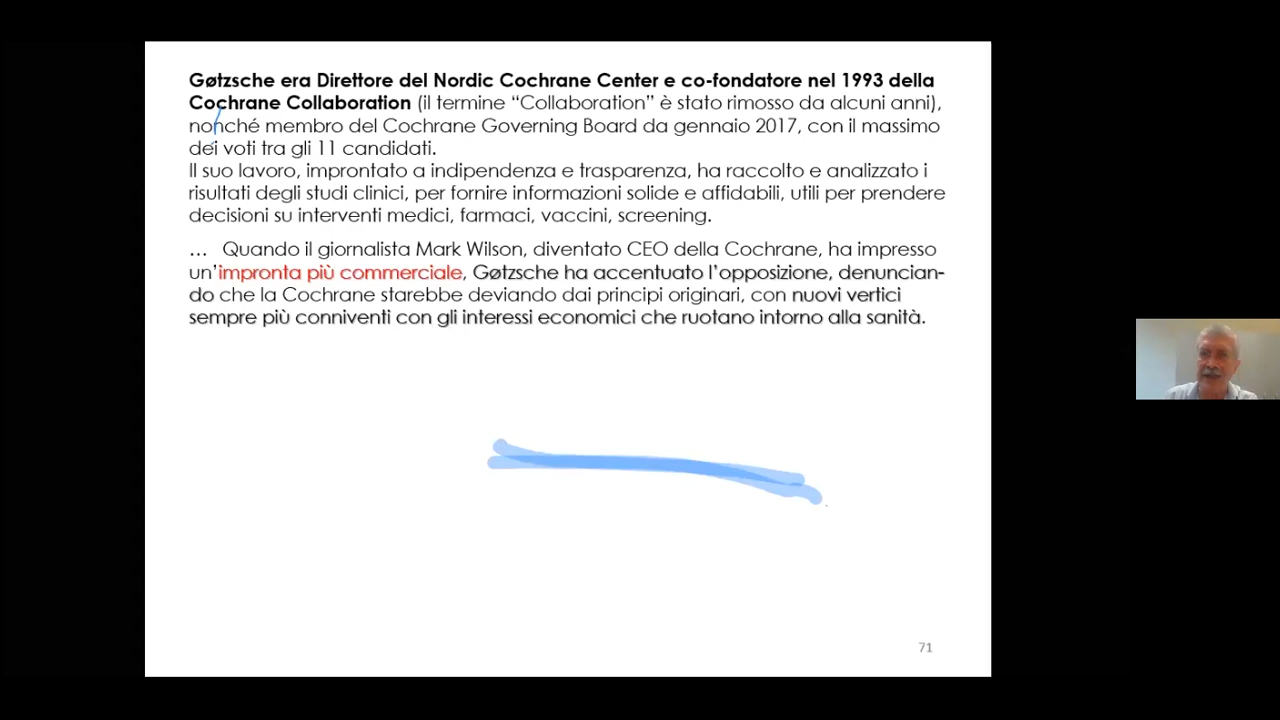 Gøtzsche era Direttore del Nordic Cochrane Center e co-fondatore nel 1993 della
Cochrane Collaboration (il termine “Collaboration” è stato rimosso da alcuni anni),
nonché membro del Cochrane Governing Board da gennaio 2017, con il massimo
dei voti tra gli 11 candidati.
Il suo lavoro, improntato a indipendenza e trasparenza, ha raccolto e analizzato i
risultati degli studi clinici, per fornire informazioni solide e affidabili, utili per prendere
decisioni su interventi medici, farmaci, vaccini, screening.
… Quando il giornalista Mark Wilson, diventato CEO della Cochrane, ha impresso
un’impronta più commerciale, Gøtzsche ha accentuato l’opposizione, denuncian-
do che la Cochrane starebbe deviando dai principi originari, con nuovi vertici
sempre più conniventi con gli interessi economici che ruotano intorno alla sanità.
71